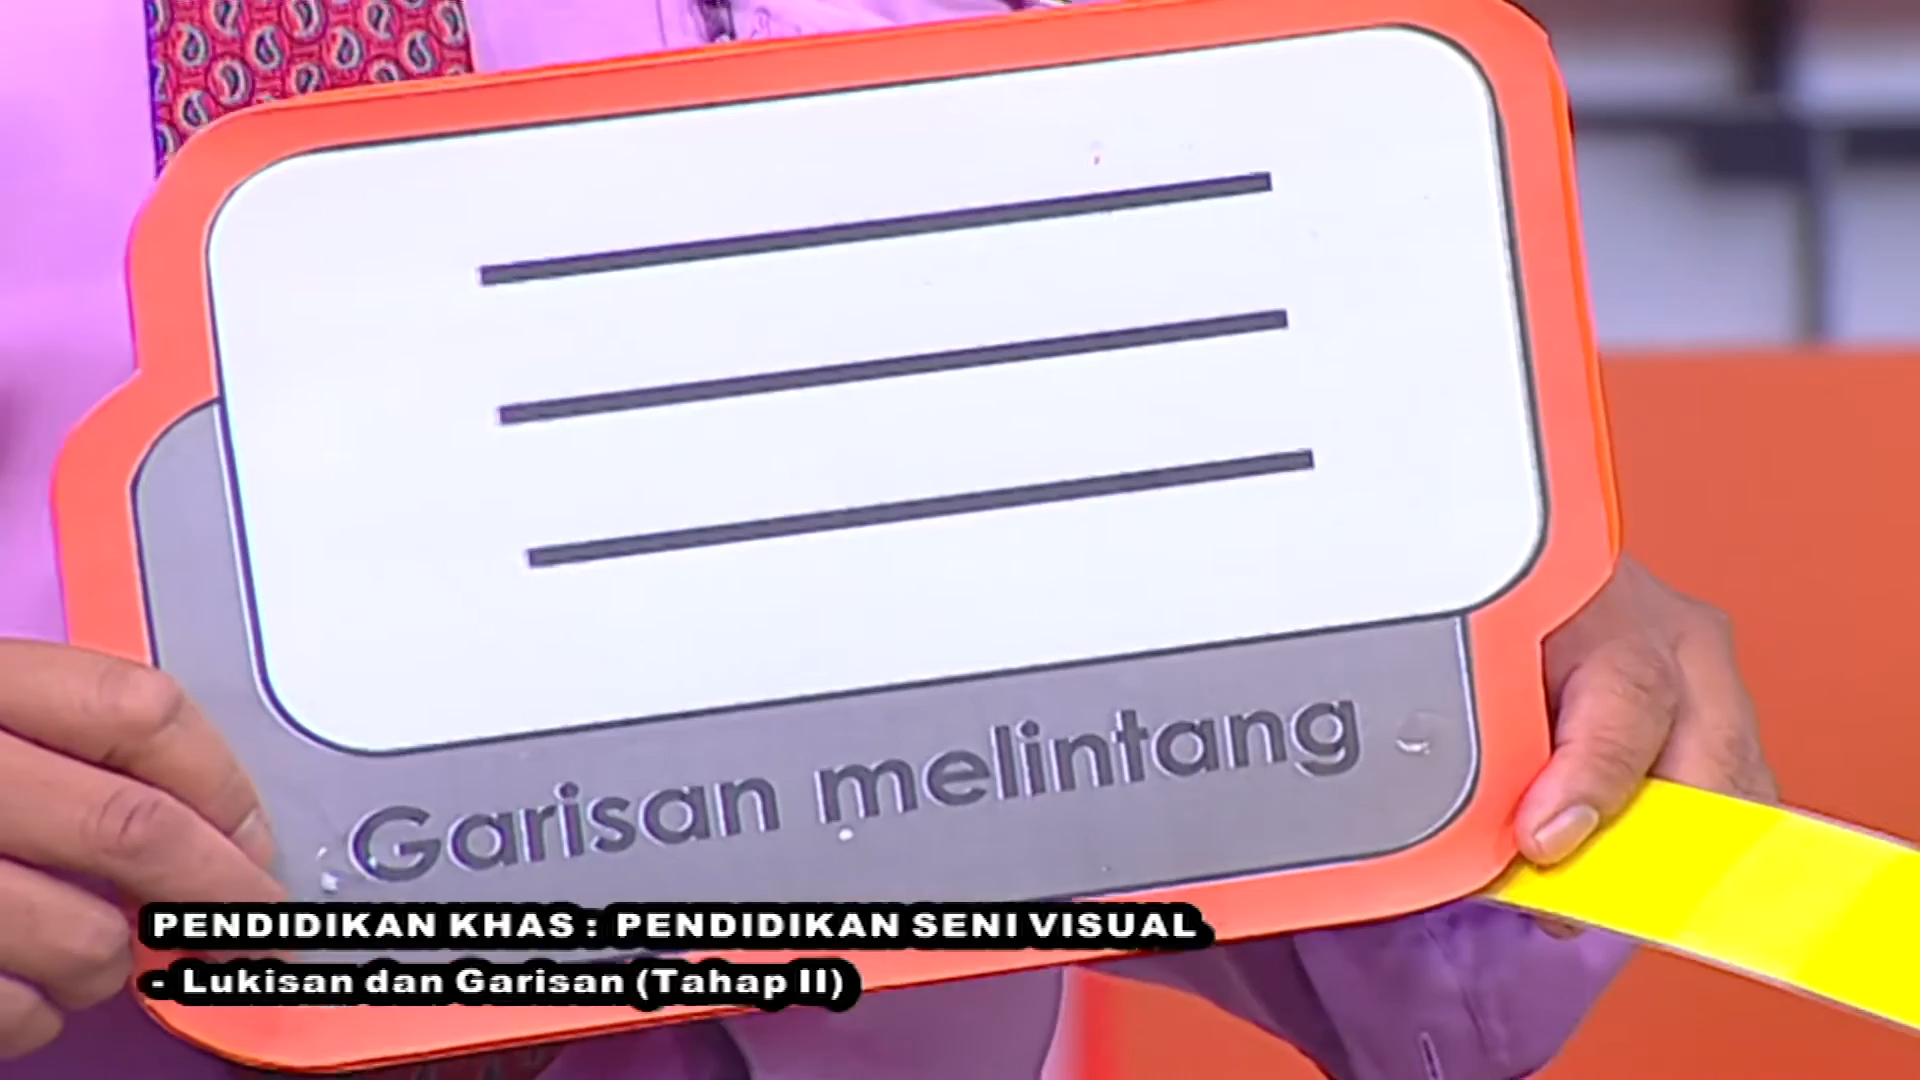 Garisan melintang
PENDIDIKAN KHAS : PENDIDIKAN SENI VISUAL
- Lukisan dan Garisan (Tahap II)